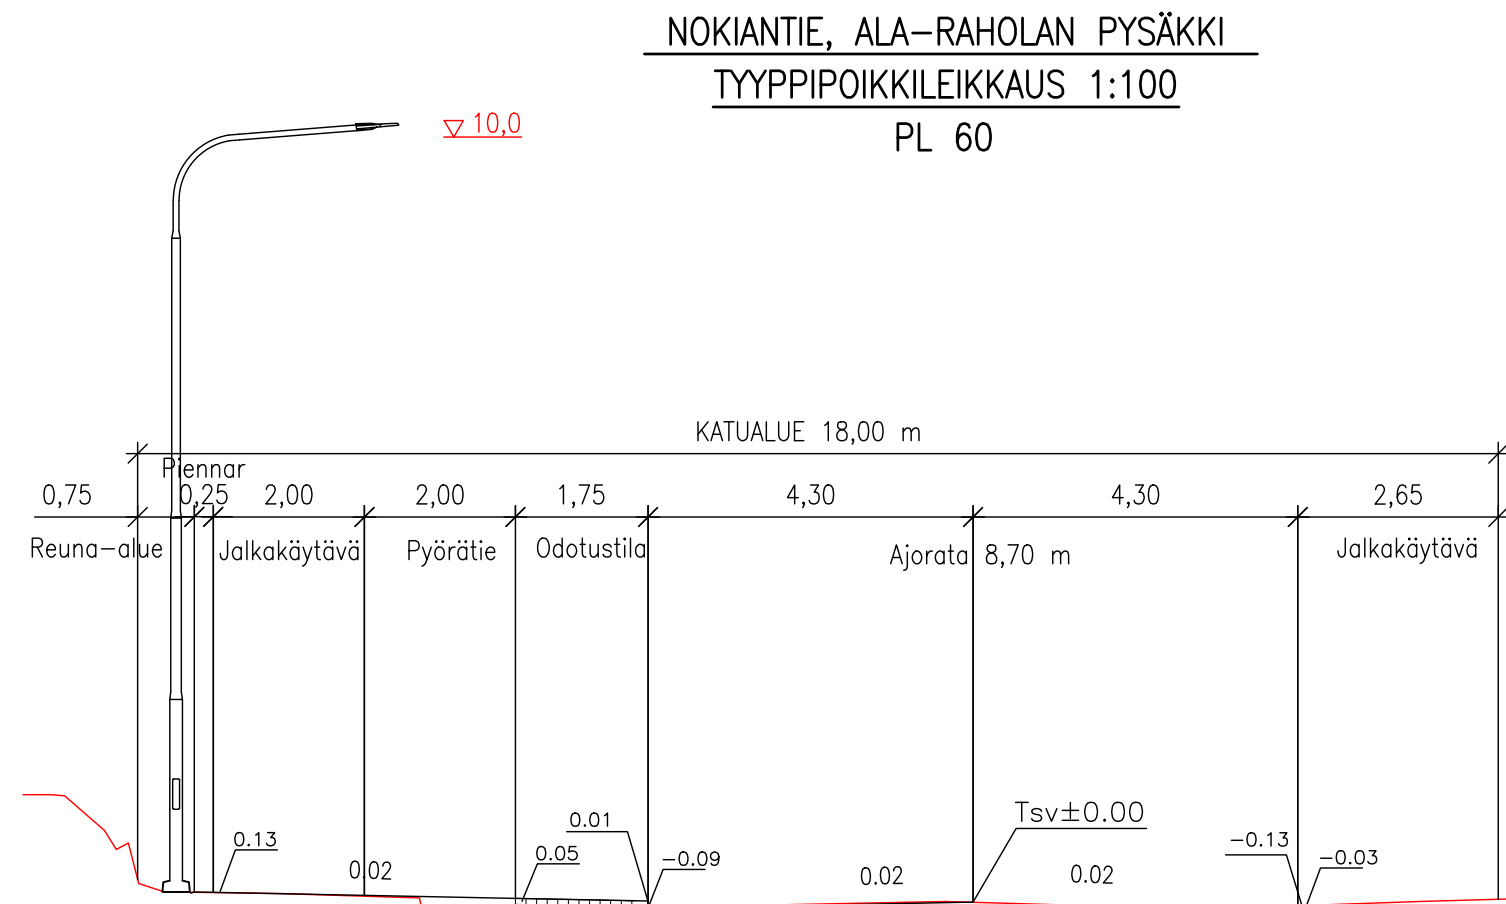 NOKIANTIE, ALA-RAHOLAN PYSÄKKI
TYYPPIPOIKKILEIKKAUS 1:100
PL 60
10,0
KATUALUE 18,00 m
Piennar
0,75 0,25 2,00 2,00 1,75 4,30 4,30 2,65
Reuna-alue Jalkakäytävä Pyörätie Odotustila Ajorata 8,70 m Jalkakäytävä
Tsv±0.00
0.01
0.13 0.05 -0.09 -0.13 -0.03
0.02 0.02 0.02